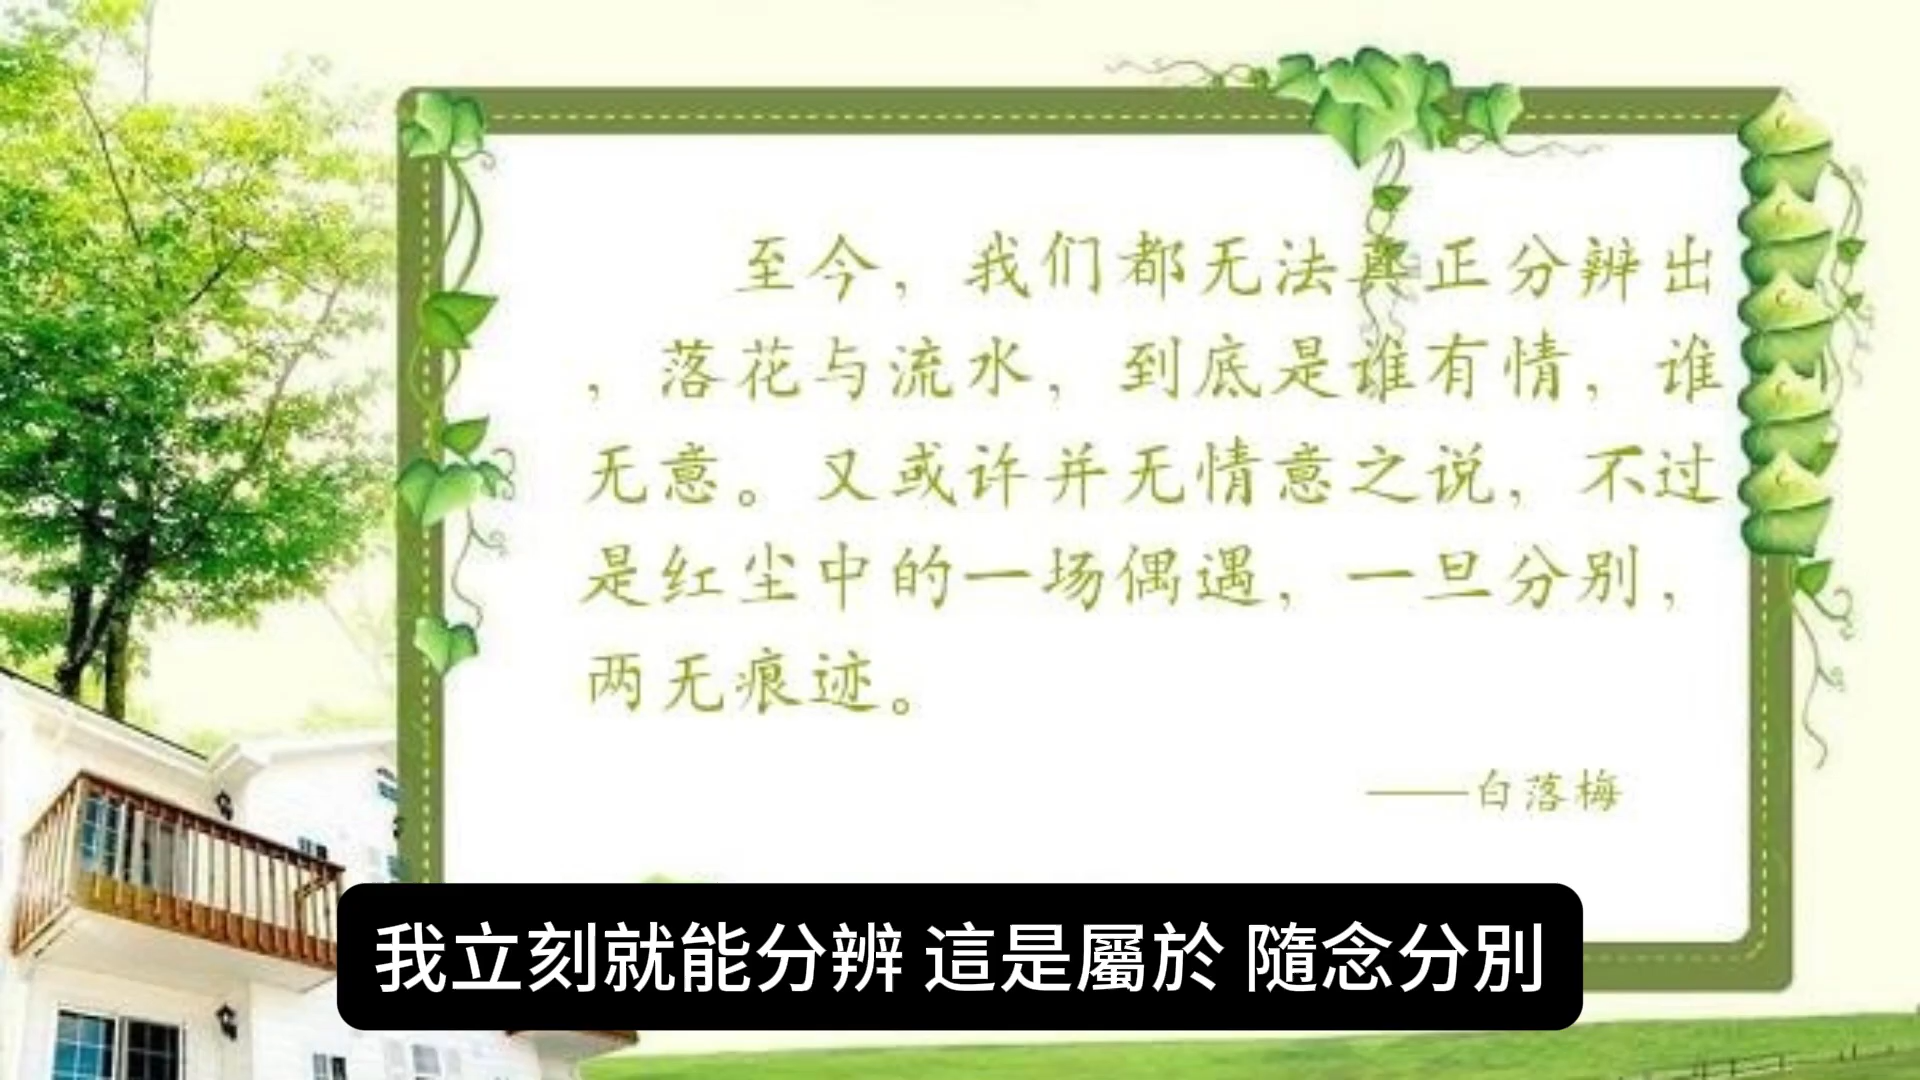 至今，我们都无法真正分辨出
，落花与流水，到底是谁有情，谁
无意。又或许并无情意之说，不过
是红尘中的一场偶遇，一旦分别，
两无痕迹。
——白落梅
我立刻就能分辨 這是屬於 隨念分別